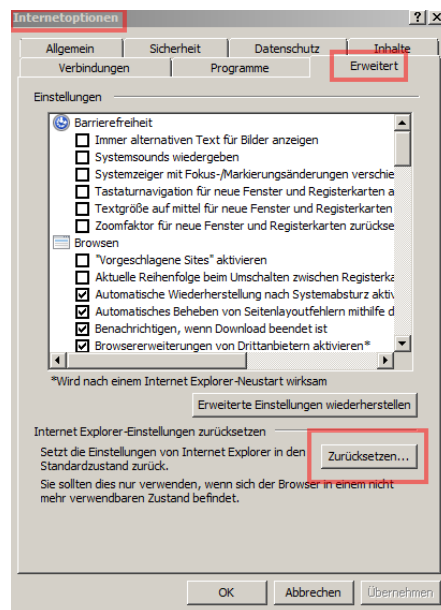 Internetoptionen
Allgemein Sicherheit Datenschutz Inhalte
Verbindungen Programme Erweitert
Einstellungen
Barrierefreiheit
Immer alternativen Text für Bilder anzeigen
Systemsounds wiedergeben
Systemzeiger mit Fokus-/Markierungsänderungen verschie
Tastaturnavigation für neue Fenster und Registerkarten a
Textgröße auf mittel für neue Fenster und Registerkarten
Zoomfaktor für neue Fenster und Registerkarten zurückse
Browsen
"Vorgeschlagene Sites" aktivieren
Aktuelle Reihenfolge beim Umschalten zwischen Registerka
Automatische Wiederherstellung nach Systemabsturz aktiv
Automatisches Beheben von Seitenlayoutfehlern mithilfe d
Benachrichtigen, wenn Download beendet ist
Browsererweiterungen von Drittanbietern aktivieren*
*Wird nach einem Internet Explorer-Neustart wirksam
Erweiterte Einstellungen wiederherstellen
Internet Explorer-Einstellungen zurücksetzen
Setzt die Einstellungen von Internet Explorer in den
Standardzustand zurück.
Zurücksetzen...
Sie sollten dies nur verwenden, wenn sich der Browser in einem nicht
mehr verwendbaren Zustand befindet.
OK Abbrechen Übernehmen